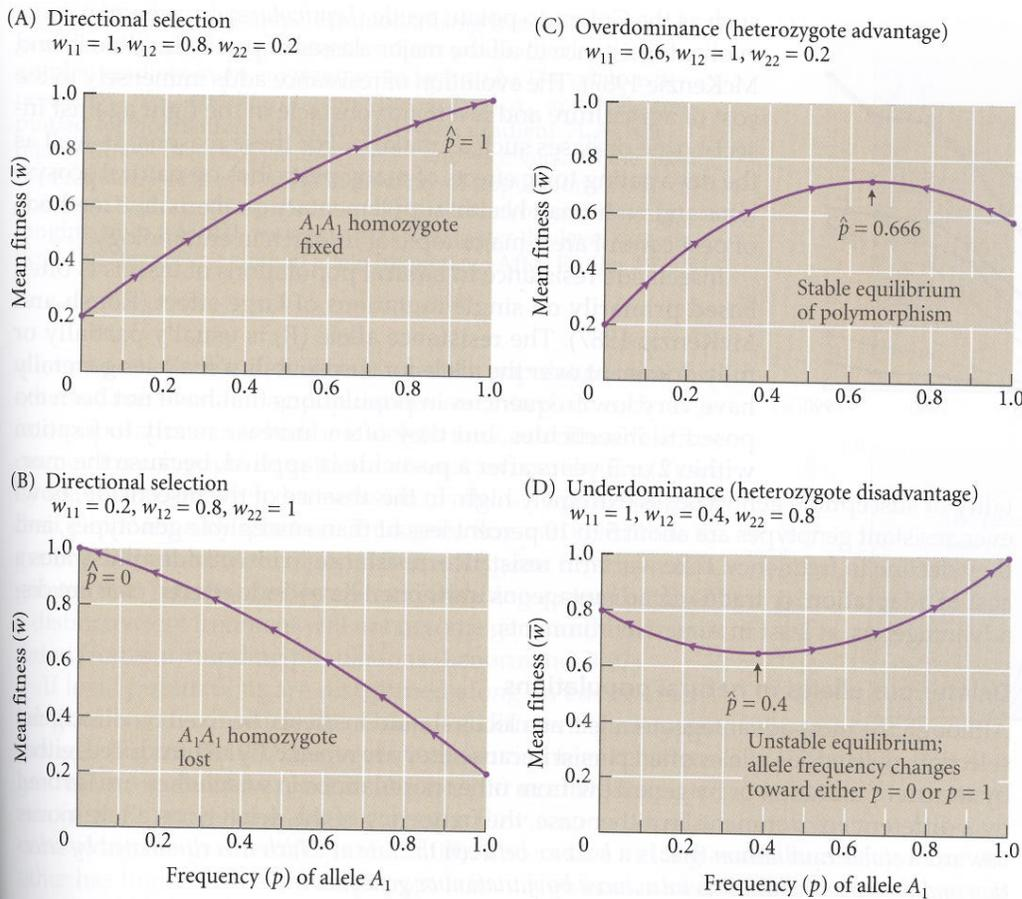 (A) Directional selection
w₁₁ = 1, w₁₂ = 0.8, w₂₂ = 0.2
1.0
0.8
0.6
0.4
0.2
Mean fitness (w̅)
p̂ = 1
A₁A₁ homozygote
fixed
0 0.2 0.4 0.6 0.8 1.0
(B) Directional selection
w₁₁ = 0.2, w₁₂ = 0.8, w₂₂ = 1
1.0
0.8
0.6
0.4
0.2
Mean fitness (w̅)
p̂ = 0
A₁A₁ homozygote
lost
0 0.2 0.4 0.6 0.8 1.0
Frequency (p) of allele A₁
(C) Overdominance (heterozygote advantage)
w₁₁ = 0.6, w₁₂ = 1, w₂₂ = 0.2
1.0
0.8
0.6
0.4
0.2
Mean fitness (w̅)
p̂ = 0.666
Stable equilibrium
of polymorphism
0 0.2 0.4 0.6 0.8 1.0
(D) Underdominance (heterozygote disadvantage)
w₁₁ = 1, w₁₂ = 0.4, w₂₂ = 0.8
1.0
0.8
0.6
0.4
0.2
Mean fitness (w̅)
p̂ = 0.4
Unstable equilibrium;
allele frequency changes
toward either p = 0 or p = 1
0 0.2 0.4 0.6 0.8 1.0
Frequency (p) of allele A₁